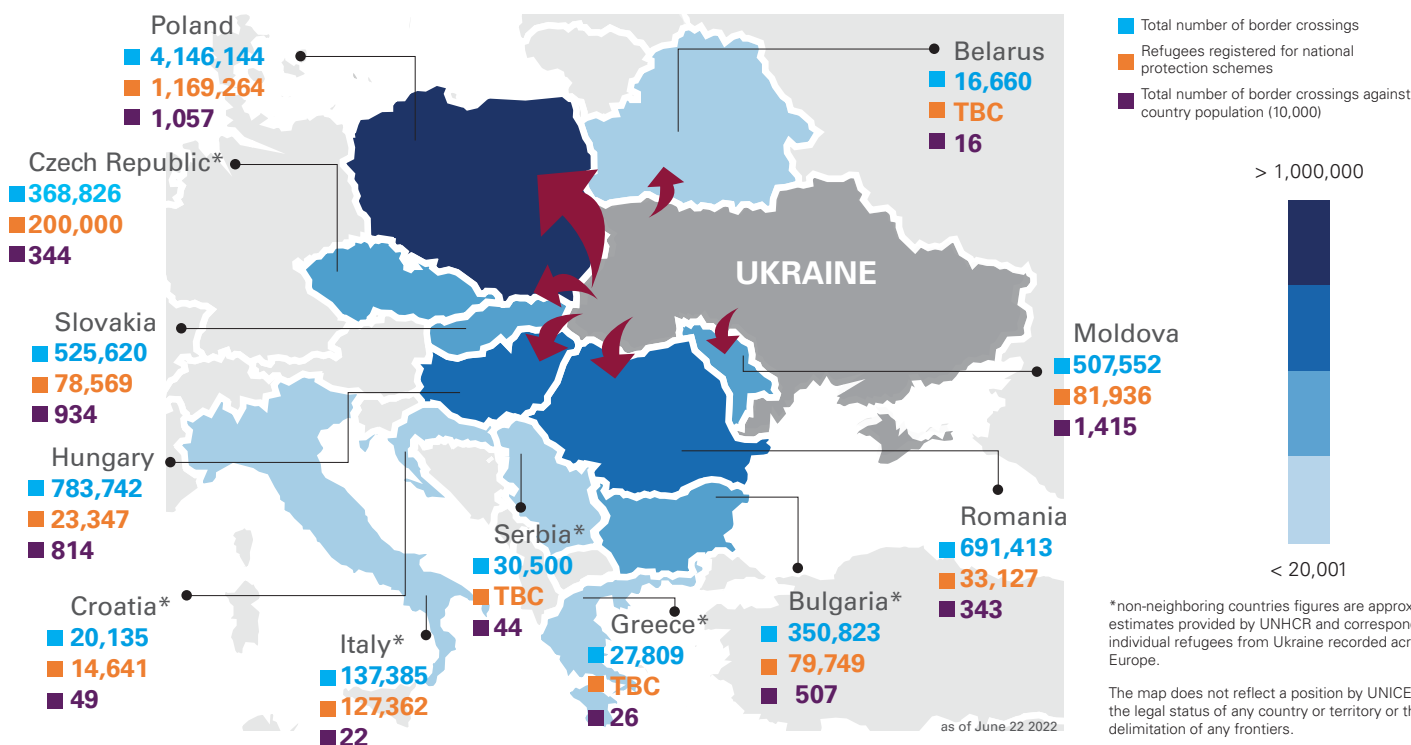 Poland
4,146,144
1,169,264
1,057
Belarus
16,660
TBC
16
Total number of border crossings
Refugees registered for national
protection schemes
Total number of border crossings against
country population (10,000)
Czech Republic*
368,826
200,000
344
> 1,000,000
UKRAINE
Slovakia
525,620
78,569
934
Moldova
507,552
81,936
1,415
Hungary
783,742
23,347
814
Romania
691,413
33,127
343
Serbia*
30,500
TBC
44
< 20,001
Croatia*
20,135
14,641
49
Italy*
137,385
127,362
22
Greece*
27,809
TBC
26
Bulgaria*
350,823
79,749
507
*non-neighboring countries figures are
estimates provided by UNHCR and
individual refugees from Ukraine recorded
Europe.
The map does not reflect a position by
the legal status of any country or territory or
delimitation of any frontiers.
as of June 22 2022